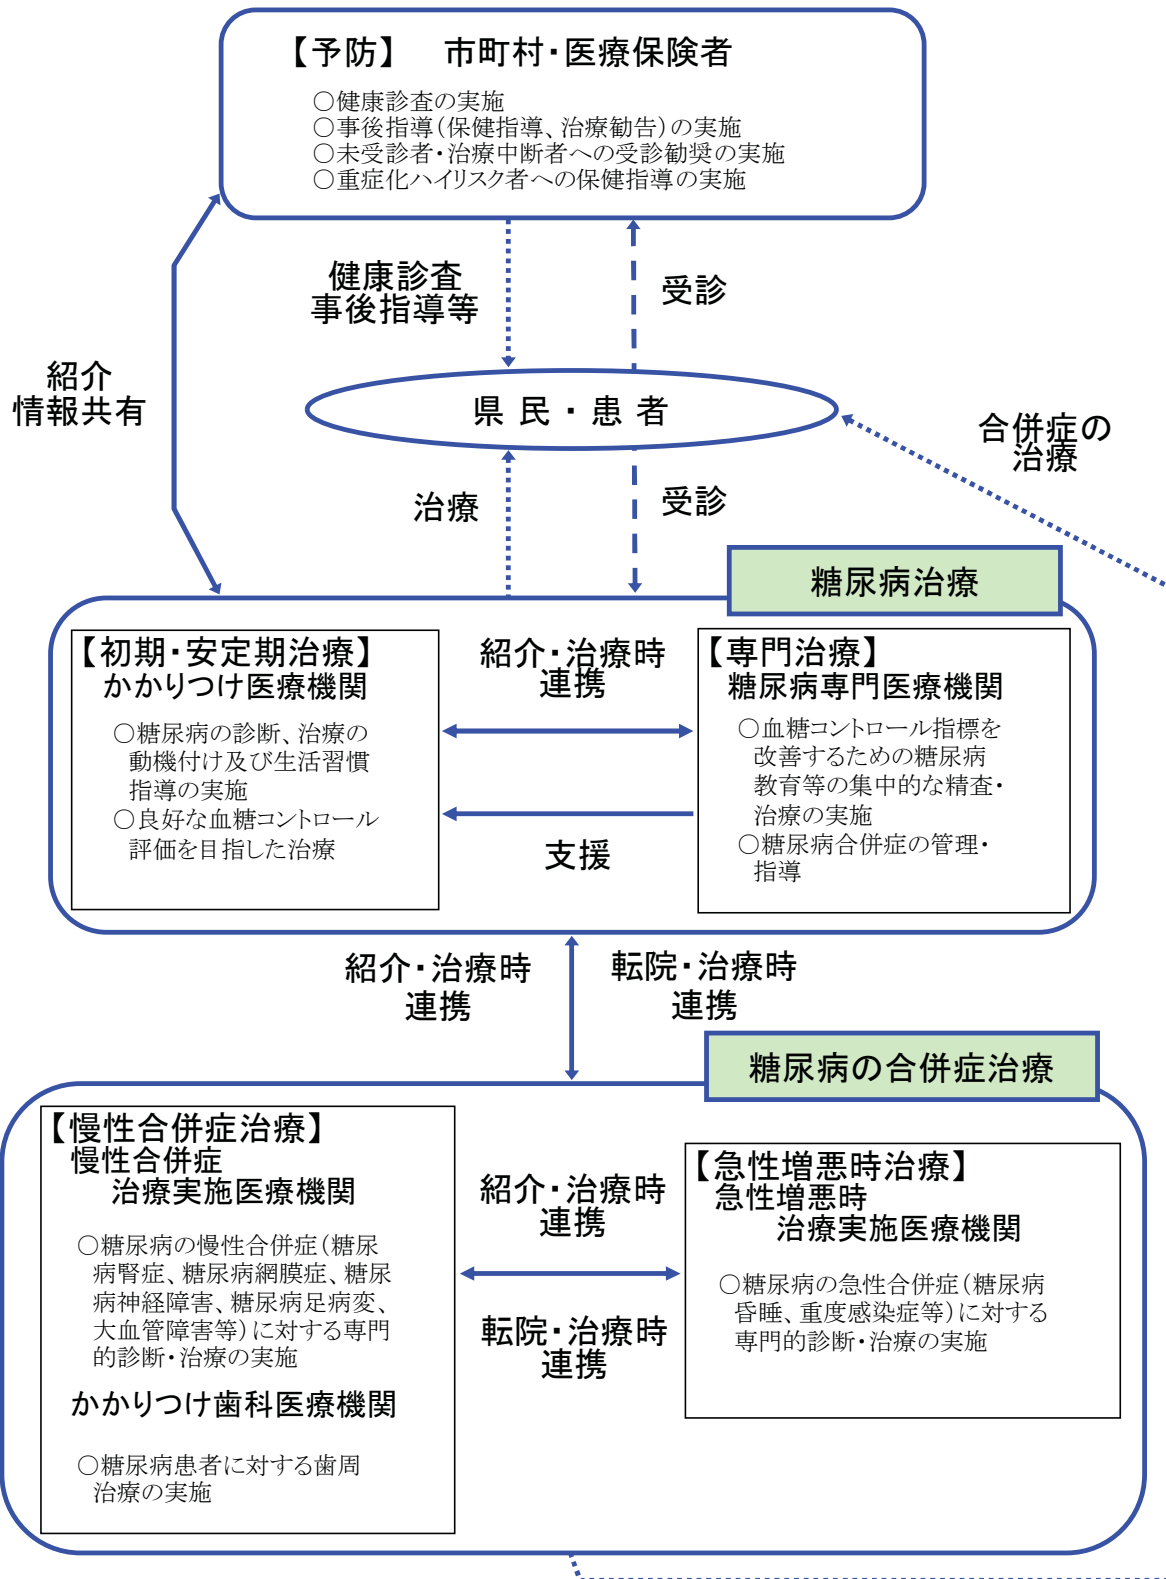 【予防】 市町村・医療保険者
○健康診査の実施
○事後指導（保健指導、治療勧告）の実施
○未受診者・治療中断者への受診勧奨の実施
○重症化ハイリスク者への保健指導の実施
健康診査
事後指導等
受診
紹介
情報共有
県 民 ・ 患 者
合併症の
治療
治療
受診
糖尿病治療
【初期・安定期治療】
かかりつけ医療機関
○糖尿病の診断、治療の
動機付け及び生活習慣
指導の実施
○良好な血糖コントロール
評価を目指した治療
紹介・治療時
連携
支援
【専門治療】
糖尿病専門医療機関
○血糖コントロール指標を
改善するための糖尿病
教育等の集中的な精査・
治療の実施
○糖尿病合併症の管理・
指導
紹介・治療時
連携
転院・治療時
連携
糖尿病の合併症治療
【慢性合併症治療】
慢性合併症
治療実施医療機関
○糖尿病の慢性合併症（糖尿
病腎症、糖尿病網膜症、糖尿
病神経障害、糖尿病足病変、
大血管障害等）に対する専門
的診断・治療の実施
かかりつけ歯科医療機関
○糖尿病患者に対する歯周
治療の実施
紹介・治療時
連携
転院・治療時
連携
【急性増悪時治療】
急性増悪時
治療実施医療機関
○糖尿病の急性合併症（糖尿病
昏睡、重度感染症等）に対する
専門的診断・治療の実施